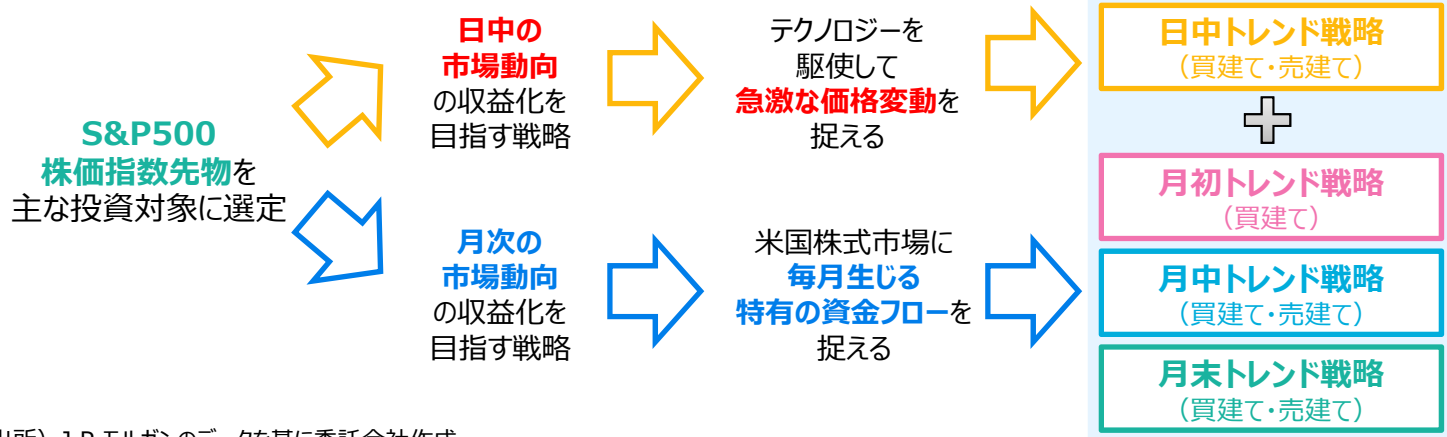 S&P500
株価指数先物を
主な投資対象に選定
日中の
市場動向
の収益化を
目指す戦略
テクノロジーを
駆使して
急激な価格変動を
捉える
日中トレンド戦略
（買建て・売建て）
月次の
市場動向
の収益化を
目指す戦略
米国株式市場に
毎月生じる
特有の資金フローを
捉える
月初トレンド戦略
（買建て）
月中トレンド戦略
（買建て・売建て）
月末トレンド戦略
（買建て・売建て）